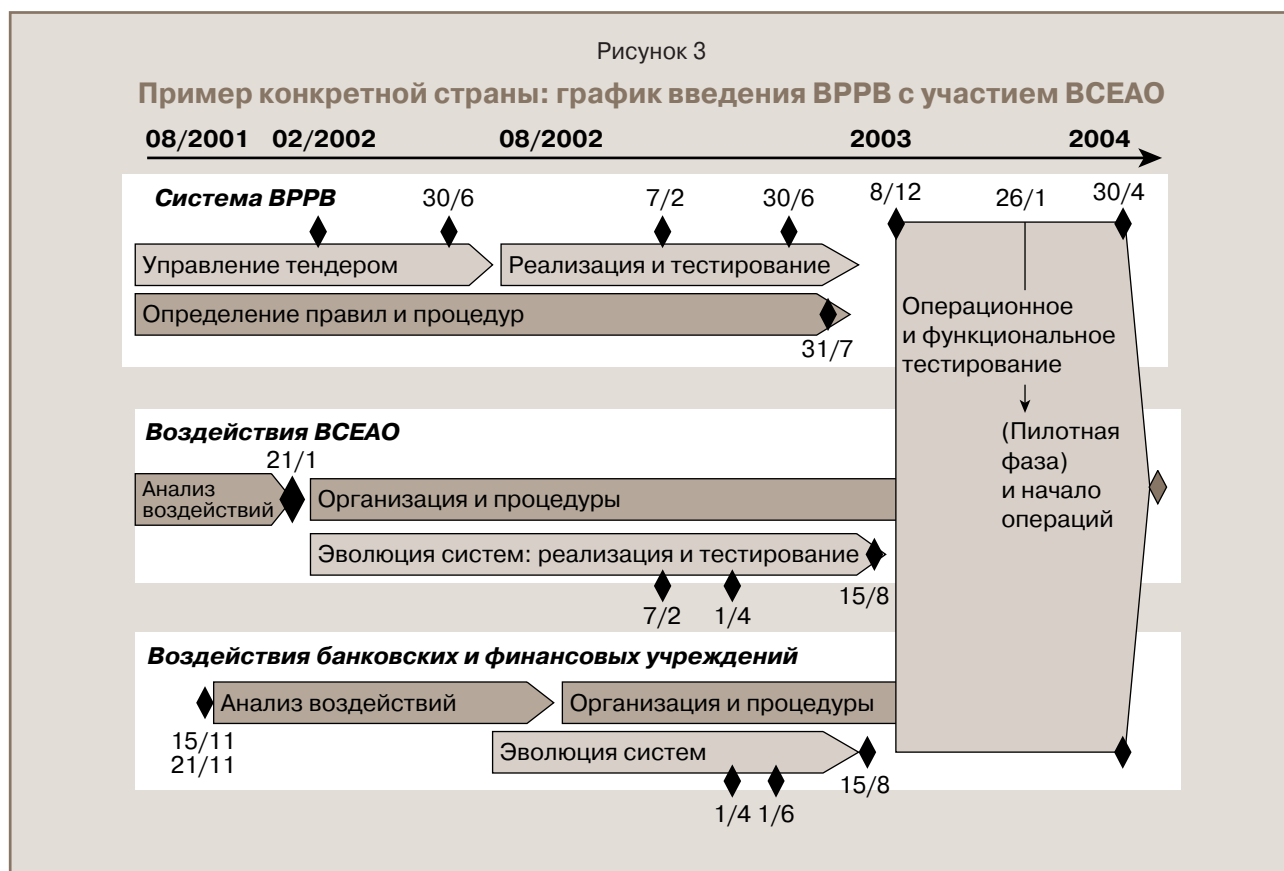 Рисунок 3
Пример конкретной страны: график введения ВРРВ с участием BCEAO
08/2001 02/2002 08/2002 2003 2004
Система ВРРВ
30/6 7/2 30/6 8/12 26/1 30/4
Управление тендером
Реализация и тестирование
Определение правил и процедур
31/7
Операционное
и функциональное
тестирование
(Пилотная
фаза)
и начало
операций
Воздействия BCEAO
21/1
Анализ
воздействий
Организация и процедуры
Эволюция систем: реализация и тестирование
7/2 1/4 15/8
Воздействия банковских и финансовых учреждений
Анализ воздействий
Организация и процедуры
15/11
21/11
Эволюция систем
15/8
1/4 1/6